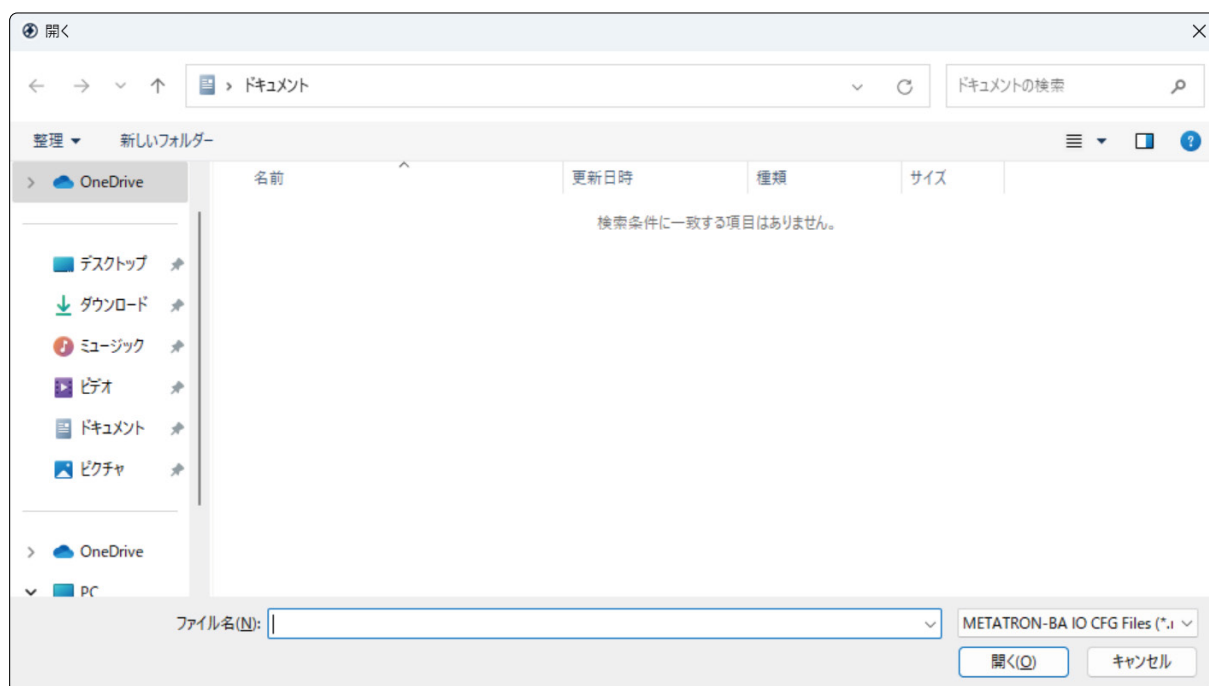 開く
ドキュメント
ドキュメントの検索
整理
新しいフォルダー
OneDrive
名前
更新日時
種類
サイズ
検索条件に一致する項目はありません。
デスクトップ
ダウンロード
ミュージック
ビデオ
ドキュメント
ピクチャ
OneDrive
PC
ファイル名(N):
METATRON-BA IO CFG Files (*.
開く(O)
キャンセル